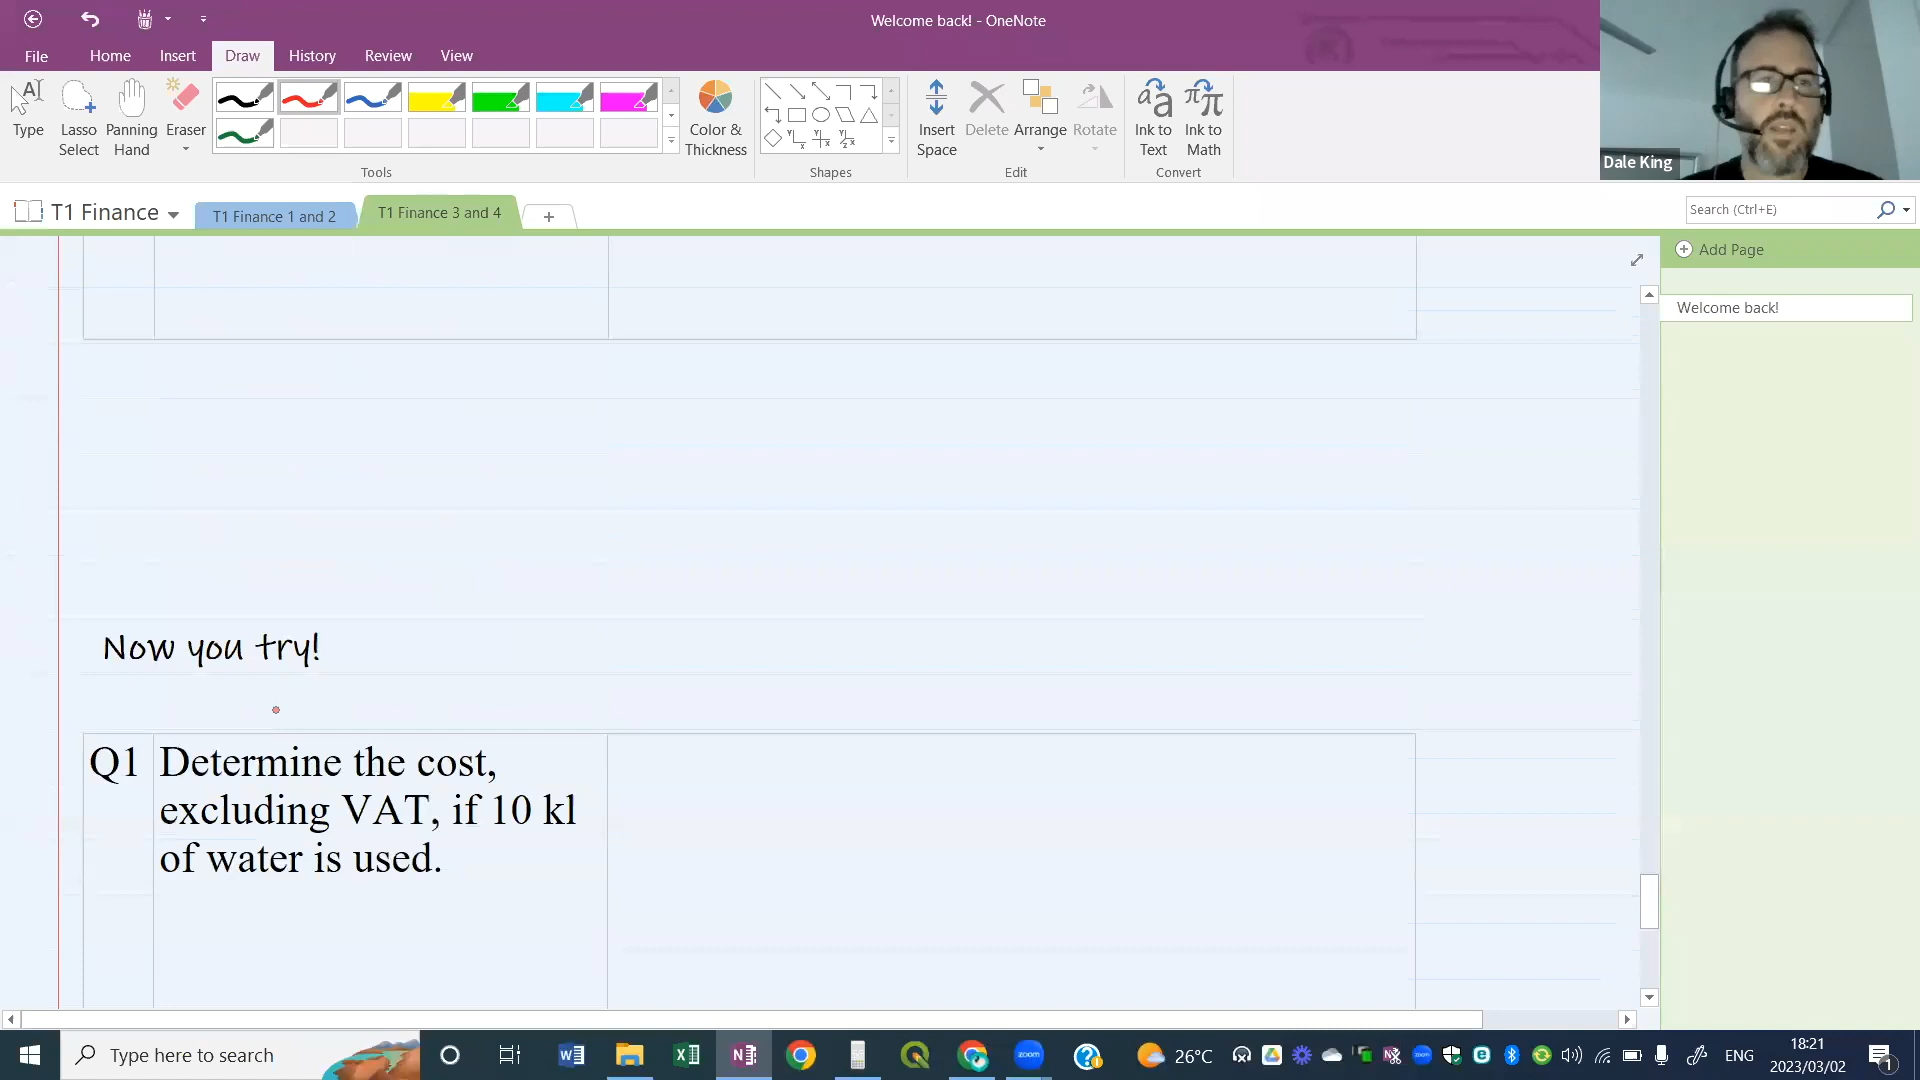 Welcome back! - OneNote
File
Home
Insert
Draw
History
Review
View
Type
Lasso
Select
Panning
Hand
Eraser
Color &
Thickness
Insert
Space
Delete
Arrange
Rotate
Ink to
Text
Ink to
Math
Tools
Shapes
Edit
Convert
Dale King
T1 Finance
T1 Finance 1 and 2
T1 Finance 3 and 4
Search (Ctrl+E)
Add Page
Welcome back!
Now you try!
Q1
Determine the cost,
excluding VAT, if 10 kl
of water is used.
Type here to search
zoom
26°C
ENG
18:21
2023/03/02
1